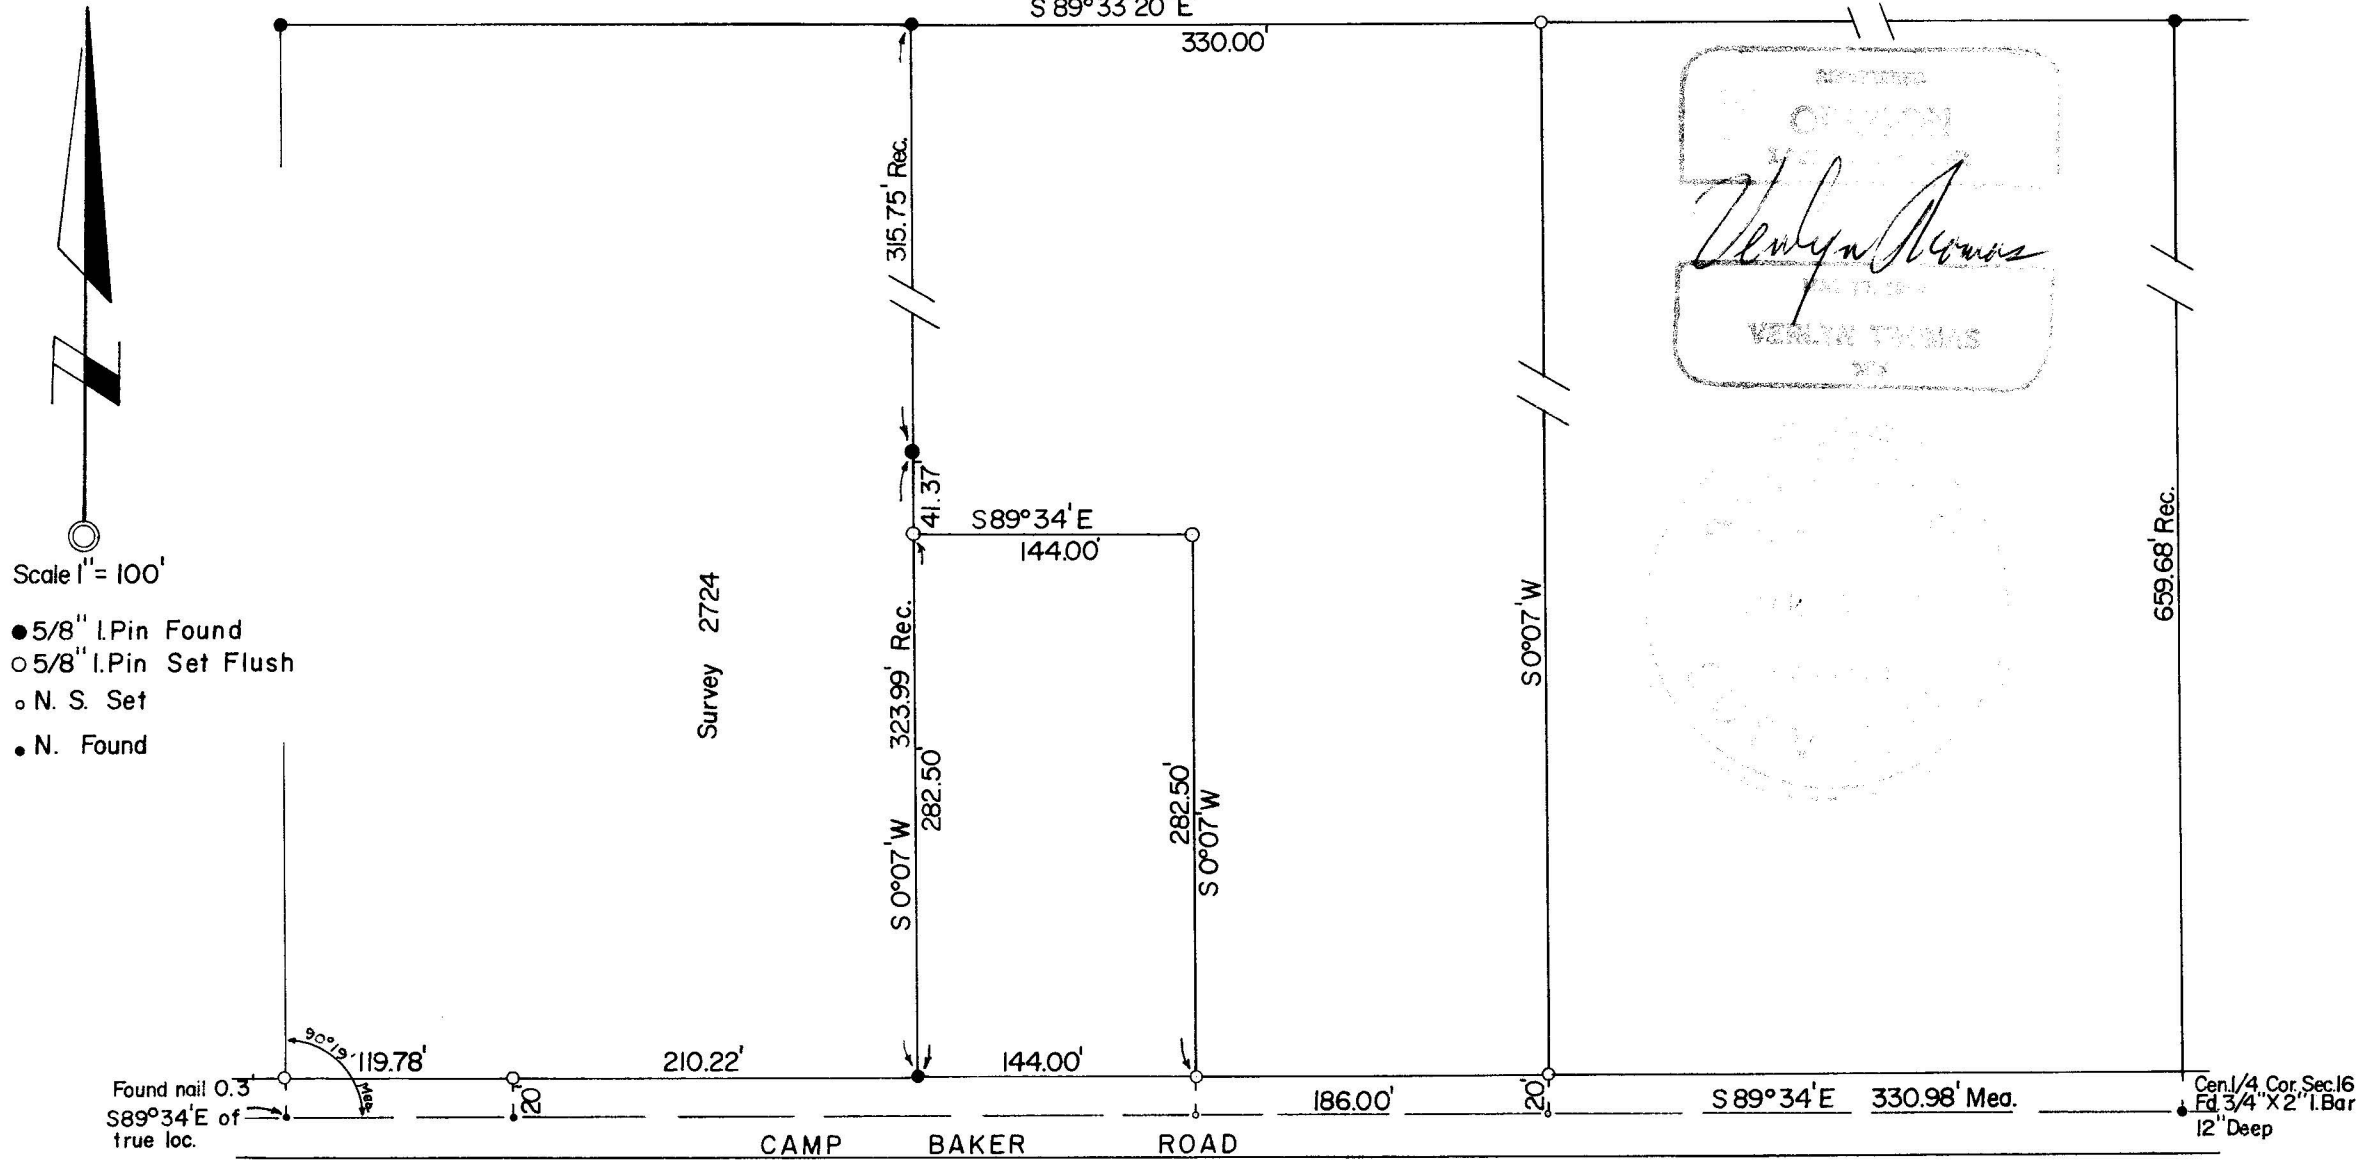 S 89° 33 20 E
330.00'
315.75' Rec.
41.37'
S 89° 34' E
144.00'
Scale 1" = 100'
5/8" I. Pin Found
5/8" I. Pin Set Flush
N. S. Set
N. Found
Survey 2724
323.99' Rec.
S 0° 07' W
282.50'
282.50'
S 0° 07' W
S 0° 07' W
659.68' Rec.
VERLYN THOMAS
90° 19'
Mea.
119.78'
210.22'
144.00'
Found nail 0.3'
S 89° 34' E of
true loc.
20'
186.00'
20'
S 89° 34' E 330.98' Mea.
Cen. 1/4 Cor. Sec. 16
Fd. 3/4" X 2" I. Bar
12" Deep
CAMP BAKER ROAD